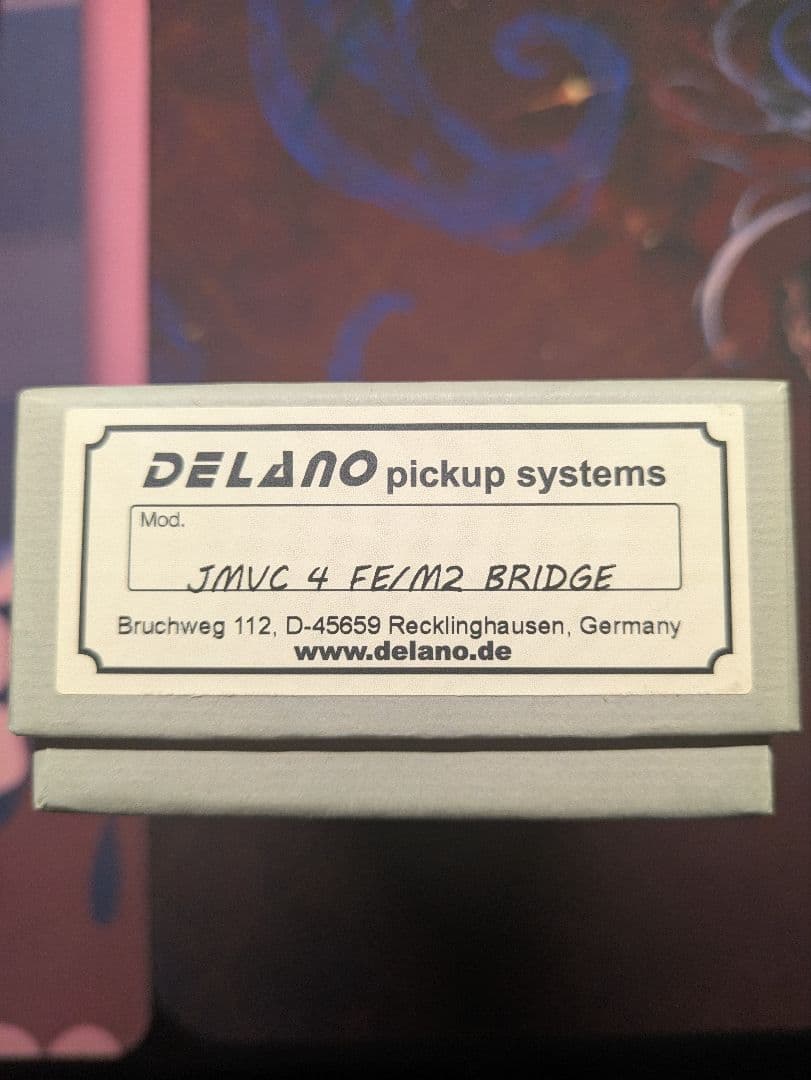 DELANO pickup systems
Mod.
JMVC 4 FE/M2 BRIDGE
Bruchweg 112, D-45659 Recklinghausen, Germany
www.delano.de